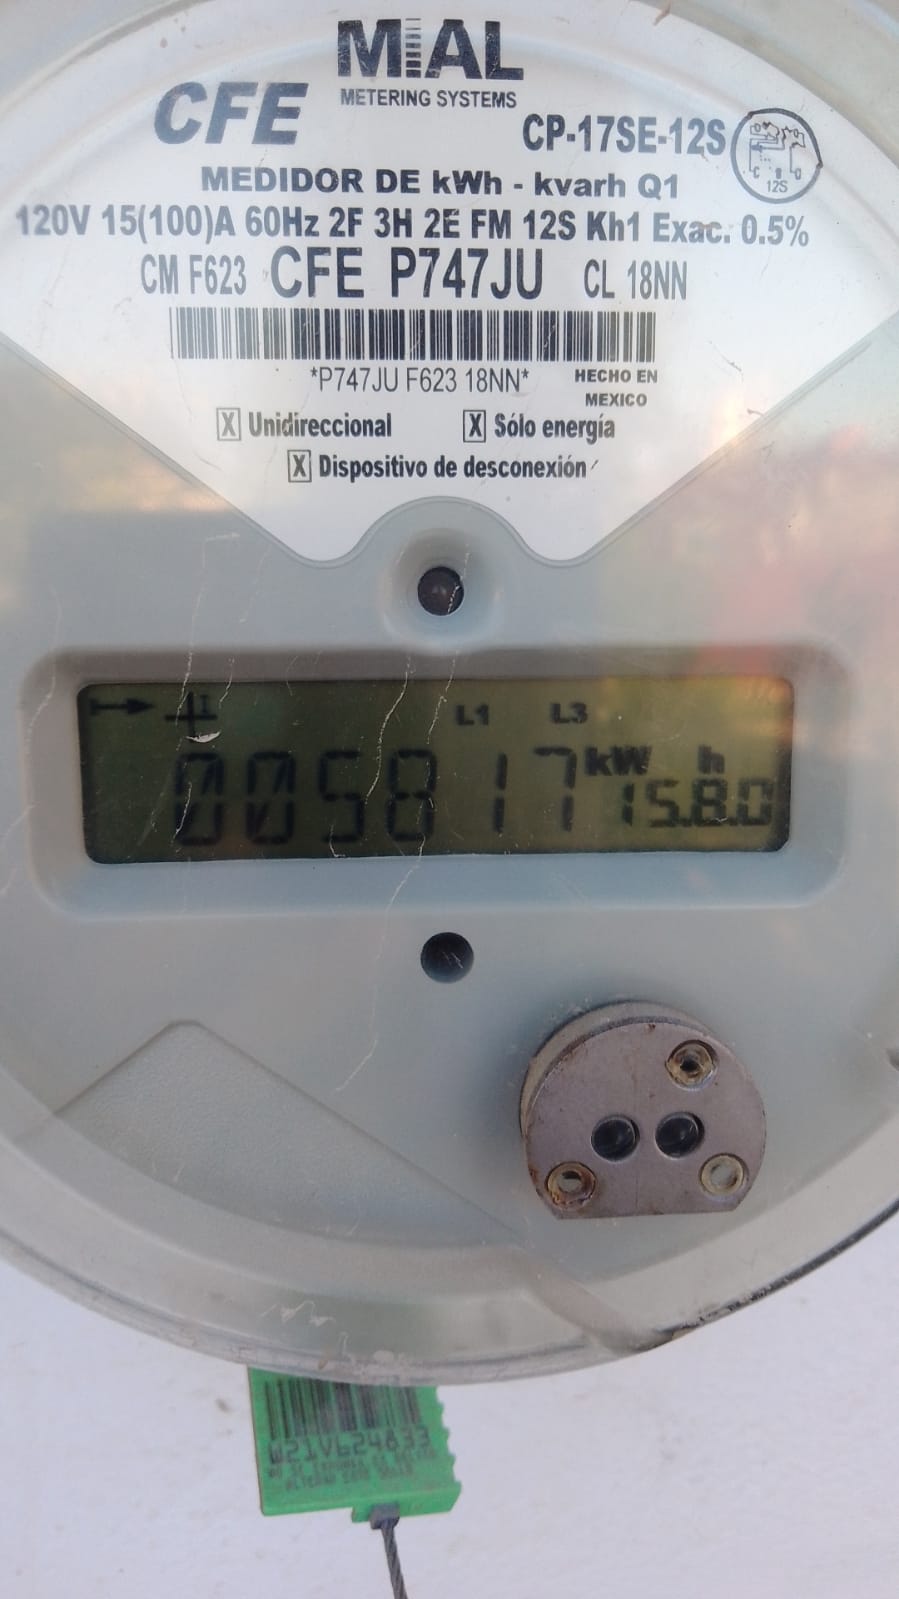 MIAL
METERING SYSTEMS
CFE
CP-17SE-12S
12S
MEDIDOR DE kWh - kvarh Q1
120V 15(100)A 60Hz 2F 3H 2E FM 12S Kh1 Exac. 0.5%
CM F623 CFE P747JU CL 18NN
*P747JU F623 18NN*
HECHO EN
MEXICO
X Unidireccional X Sólo energía
X Dispositivo de desconexión
L1 L3
005817 kW h
15.8.0
W21V624833